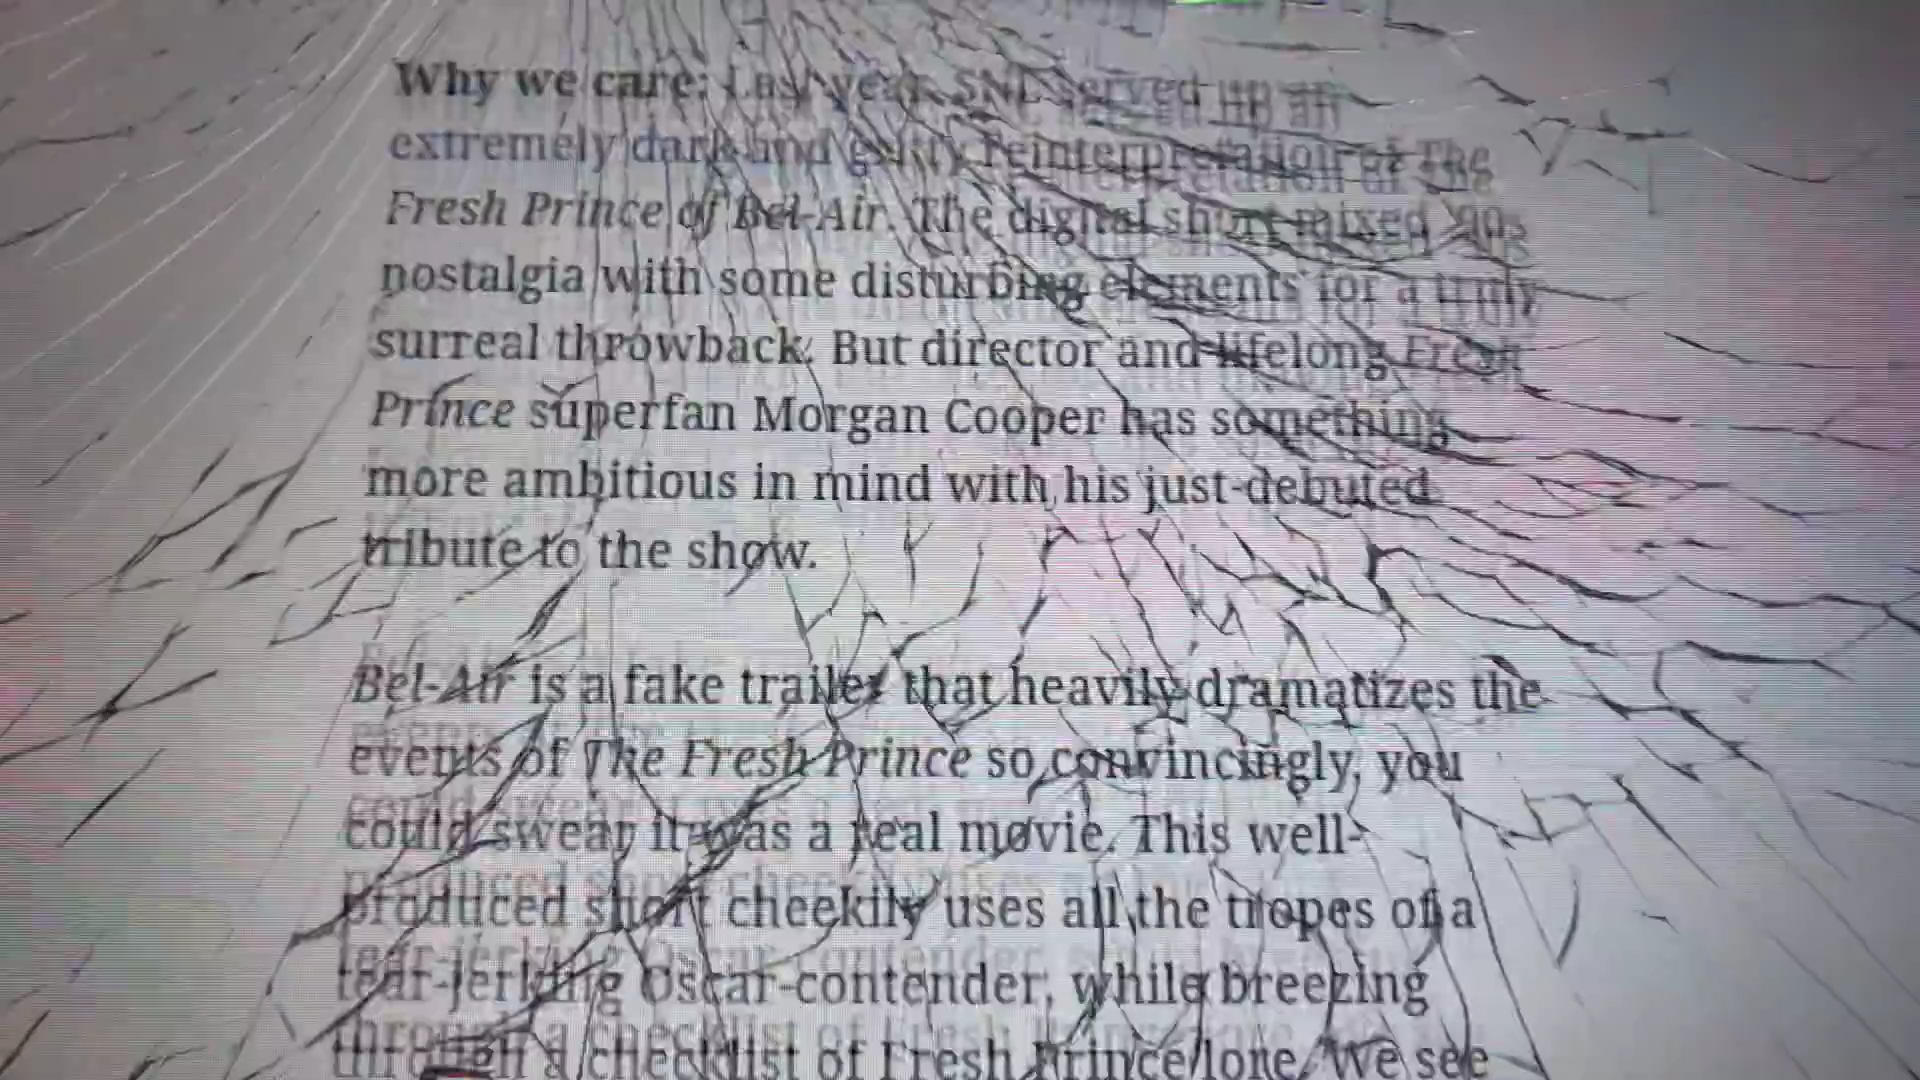 Why we care: Last year, SNL served up an
extremely dark and gritty reinterpretation of The
Fresh Prince of Bel-Air. The digital short mixed '90s
nostalgia with some disturbing elements for a truly
surreal throwback. But director and lifelong Fresh
Prince superfan Morgan Cooper has something
more ambitious in mind with his just-debuted
tribute to the show.
Bel-Air is a fake trailer that heavily dramatizes the
events of The Fresh Prince so convincingly, you
could swear it was a real movie. This well-
produced short cheekily uses all the tropes of a
tear-jerking Oscar-contender, while breezing
through a checklist of Fresh Prince lore. We see